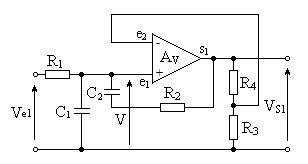 e₂
-
Av
s₁
R₁
+
e₁
C₂
R₂
R₄
Ve1
C₁
V
R₃
VS1